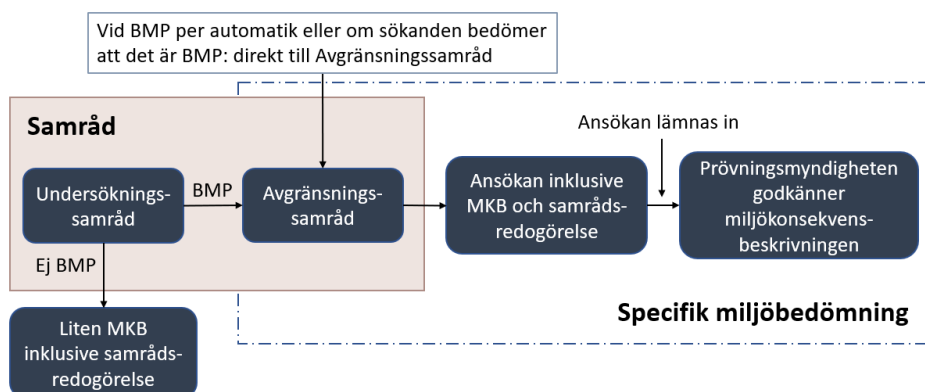 Vid BMP per automatik eller om sökanden bedömer
att det är BMP: direkt till Avgränsningssamråd
Samråd
Undersöknings-
samråd
BMP
Avgränsnings-
samråd
Ej BMP
Liten MKB
inklusive samråds-
redogörelse
Ansökan inklusive
MKB och samråds-
redogörelse
Ansökan lämnas in
Prövningsmyndigheten
godkänner
miljökonsekvens-
beskrivningen
Specifik miljöbedömning